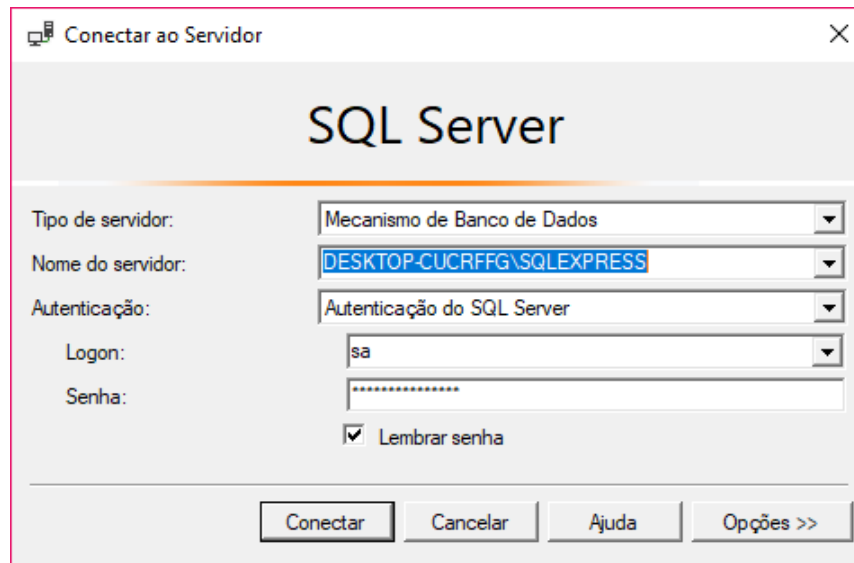 Conectar ao Servidor
SQL Server
Tipo de servidor: Mecanismo de Banco de Dados
Nome do servidor: DESKTOP-CUCRFFG\SQLEXPRESS
Autenticação: Autenticação do SQL Server
Logon: sa
Senha: ***************
Lembrar senha
Conectar Cancelar Ajuda Opções >>